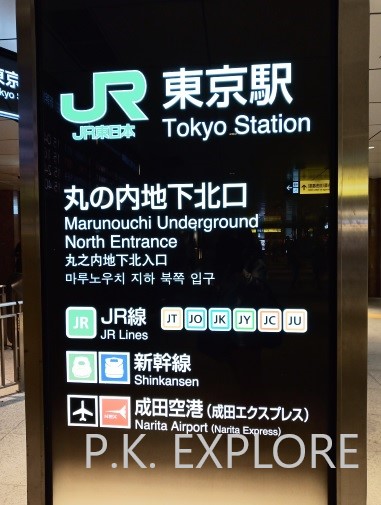 JR
JR東日本
東京駅
Tokyo Station
丸の内地下北口
Marunouchi Underground
North Entrance
丸之内地下北入口
마루노우치 지하 북쪽 입구
JR
JR線
JR Lines
JT JO JK JY JC JU
新幹線
Shinkansen
成田空港(成田エクスプレス)
Narita Airport (Narita Express)
P.K. EXPLORE